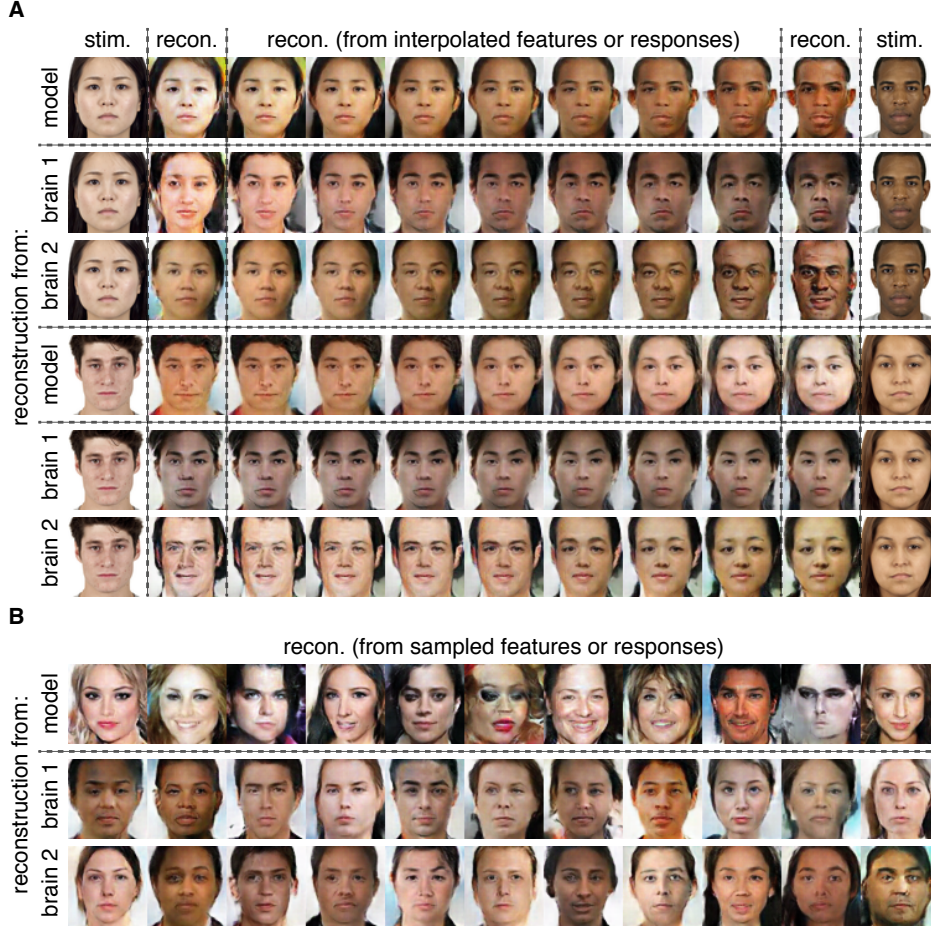 A
stim. recon. recon. (from interpolated features or responses) recon. stim.
reconstruction from:
model
brain 1
brain 2
model
brain 1
brain 2
B
recon. (from sampled features or responses)
reconstruction from:
model
brain 1
brain 2